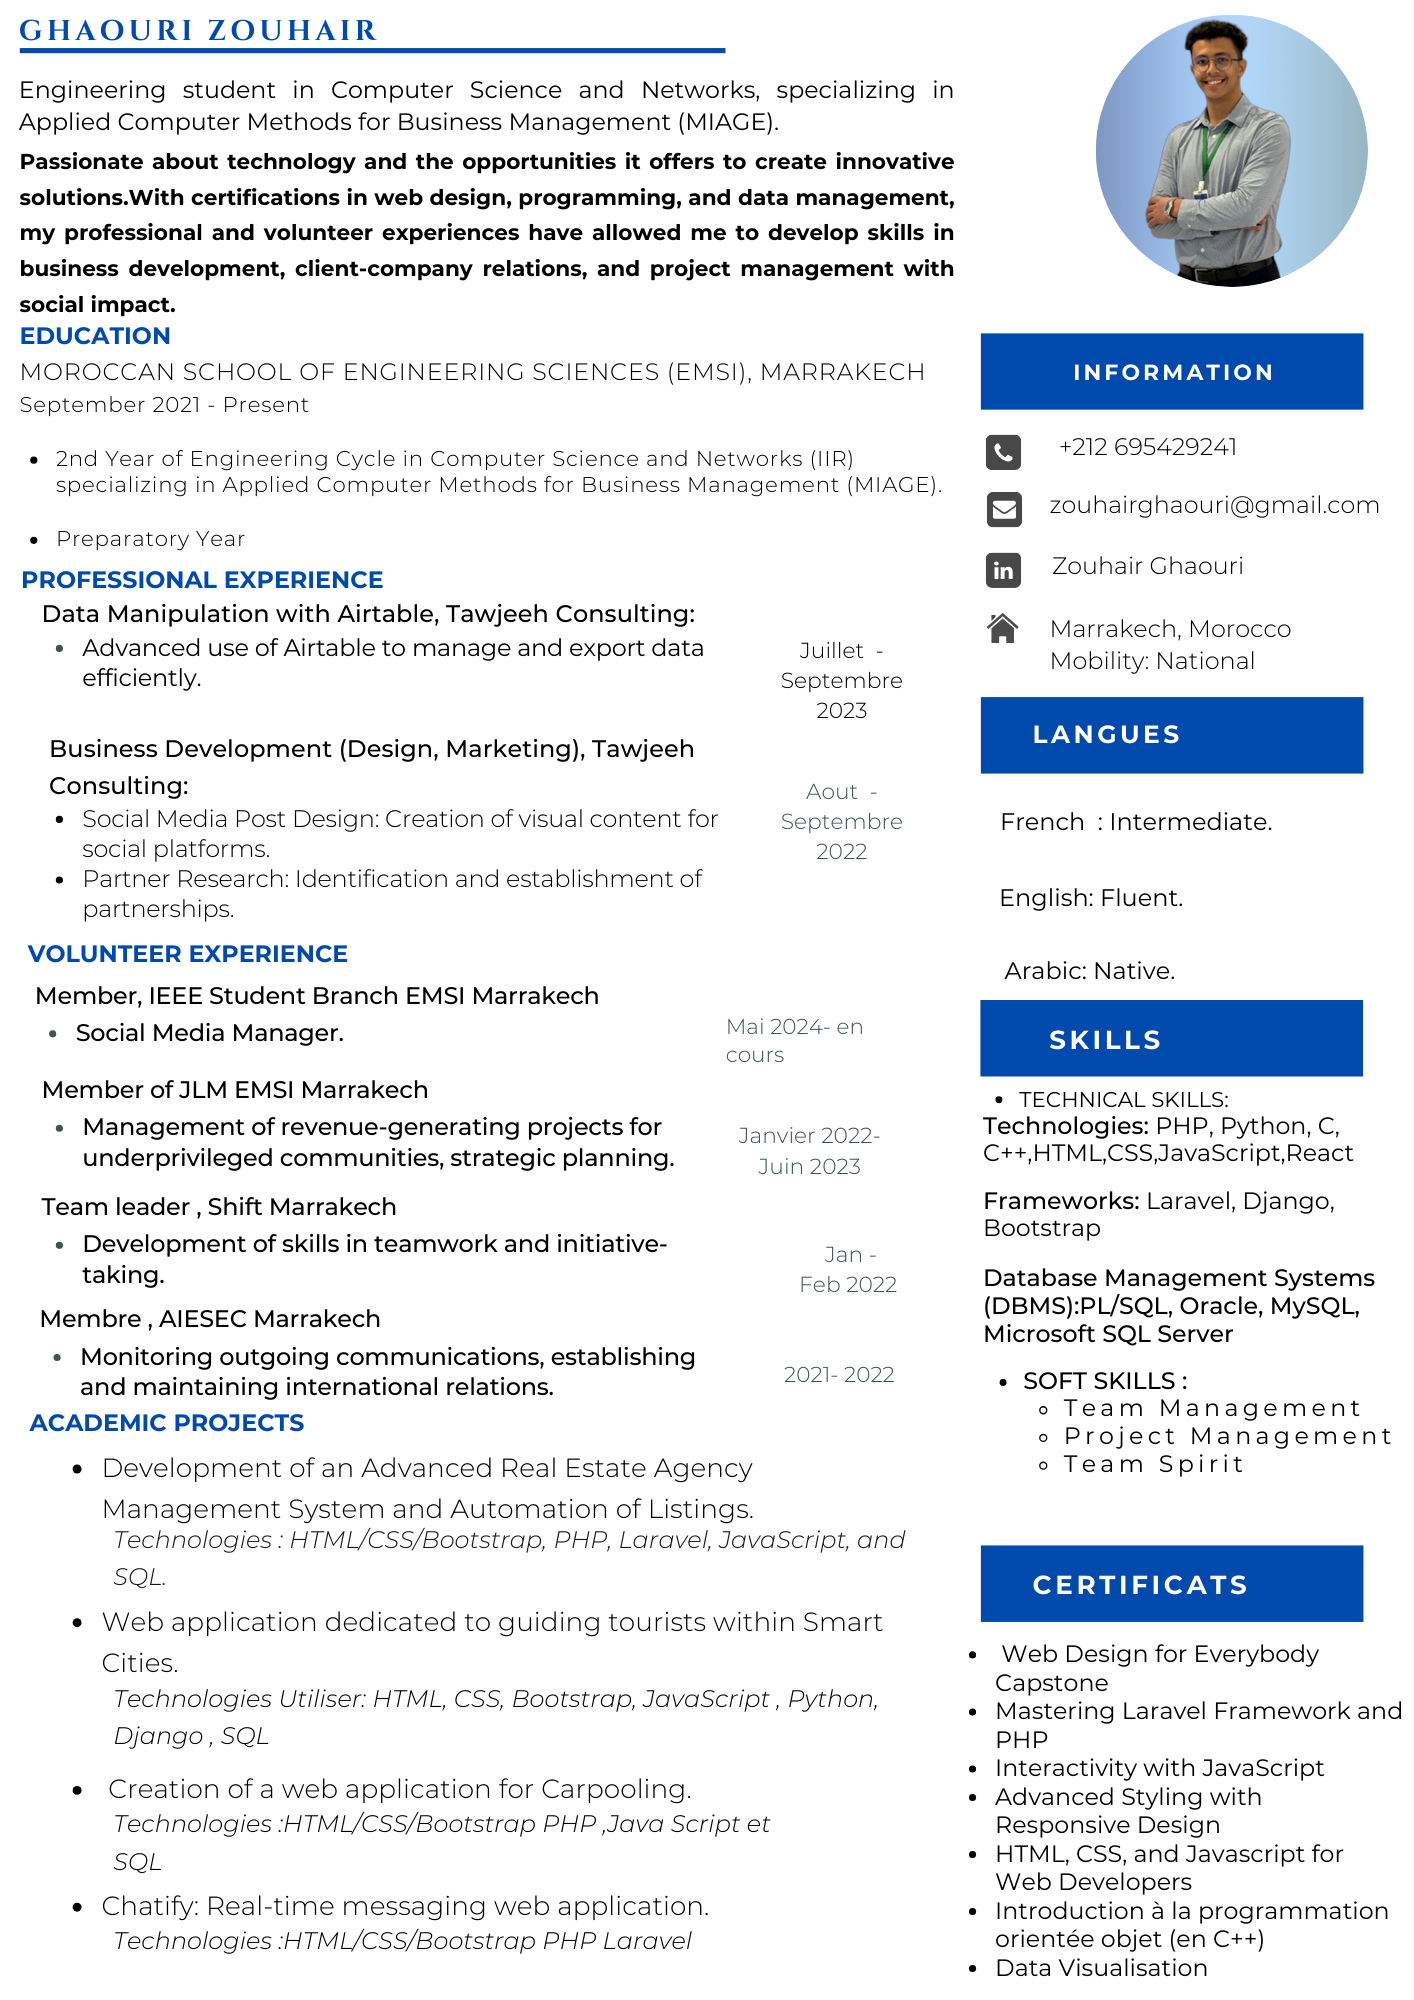 GHAOURI ZOUHAIR
Engineering student in Computer Science and Networks, specializing in
Applied Computer Methods for Business Management (MIAGE).
Passionate about technology and the opportunities it offers to create innovative
solutions.With certifications in web design, programming, and data management,
my professional and volunteer experiences have allowed me to develop skills in
business development, client-company relations, and project management with
social impact.
EDUCATION
MOROCCAN SCHOOL OF ENGINEERING SCIENCES (EMSI), MARRAKECH
September 2021 - Present
• 2nd Year of Engineering Cycle in Computer Science and Networks (IIR)
specializing in Applied Computer Methods for Business Management (MIAGE).
• Preparatory Year
PROFESSIONAL EXPERIENCE
Data Manipulation with Airtable, Tawjeeh Consulting:
• Advanced use of Airtable to manage and export data
efficiently.
Juillet -
Septembre
2023
Business Development (Design, Marketing), Tawjeeh
Consulting:
• Social Media Post Design: Creation of visual content for
social platforms.
• Partner Research: Identification and establishment of
partnerships.
Aout -
Septembre
2022
VOLUNTEER EXPERIENCE
Member, IEEE Student Branch EMSI Marrakech
• Social Media Manager.
Mai 2024- en
cours
Member of JLM EMSI Marrakech
• Management of revenue-generating projects for
underprivileged communities, strategic planning.
Janvier 2022-
Juin 2023
Team leader , Shift Marrakech
• Development of skills in teamwork and initiative-
taking.
Jan -
Feb 2022
Membre , AIESEC Marrakech
• Monitoring outgoing communications, establishing
and maintaining international relations.
2021- 2022
ACADEMIC PROJECTS
• Development of an Advanced Real Estate Agency
Management System and Automation of Listings.
Technologies : HTML/CSS/Bootstrap, PHP, Laravel, JavaScript, and
SQL.
• Web application dedicated to guiding tourists within Smart
Cities.
Technologies Utiliser: HTML, CSS, Bootstrap, JavaScript , Python,
Django , SQL
• Creation of a web application for Carpooling.
Technologies :HTML/CSS/Bootstrap PHP ,Java Script et
SQL
• Chatify: Real-time messaging web application.
Technologies :HTML/CSS/Bootstrap PHP Laravel
INFORMATION
+212 695429241
zouhairghaouri@gmail.com
Zouhair Ghaouri
Marrakech, Morocco
Mobility: National
LANGUES
French : Intermediate.
English: Fluent.
Arabic: Native.
SKILLS
• TECHNICAL SKILLS:
Technologies: PHP, Python, C,
C++,HTML,CSS,JavaScript,React
Frameworks: Laravel, Django,
Bootstrap
Database Management Systems
(DBMS):PL/SQL, Oracle, MySQL,
Microsoft SQL Server
• SOFT SKILLS :
◦ Team Management
◦ Project Management
◦ Team Spirit
CERTIFICATS
• Web Design for Everybody
Capstone
• Mastering Laravel Framework and
PHP
• Interactivity with JavaScript
• Advanced Styling with
Responsive Design
• HTML, CSS, and Javascript for
Web Developers
• Introduction à la programmation
orientée objet (en C++)
• Data Visualisation